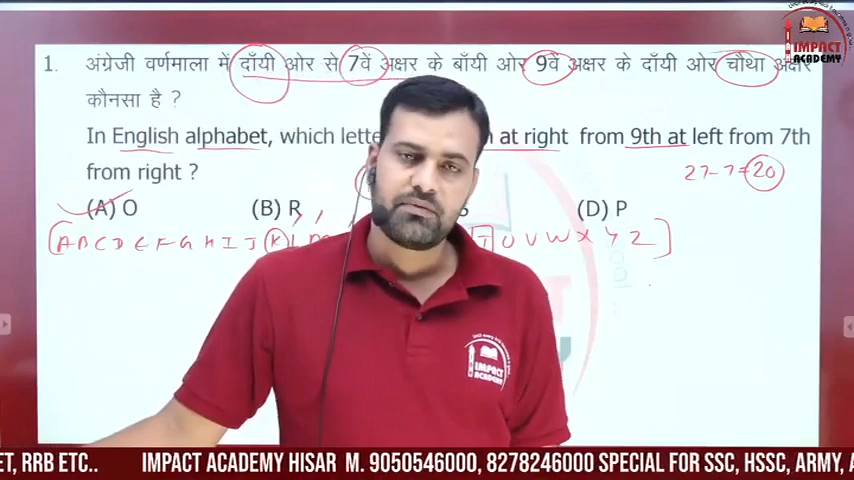 IMPACT
ACADEMY
1. अंग्रेजी वर्णमाला में दाँयी ओर से 7वें अक्षर के बाँयी ओर 9वें अक्षर के दाँयी ओर चौथा अक्षर
कौनसा है ?
In English alphabet, which lette at right from 9th at left from 7th
from right ?
27-7=20
(A) O (B) R (D) P
[A B C D E F G H I J K L T U V W X Y Z]
IMPACT
ACADEMY
ET, RRB ETC.. IMPACT ACADEMY HISAR M. 9050546000, 8278246000 SPECIAL FOR SSC, HSSC, ARMY, A